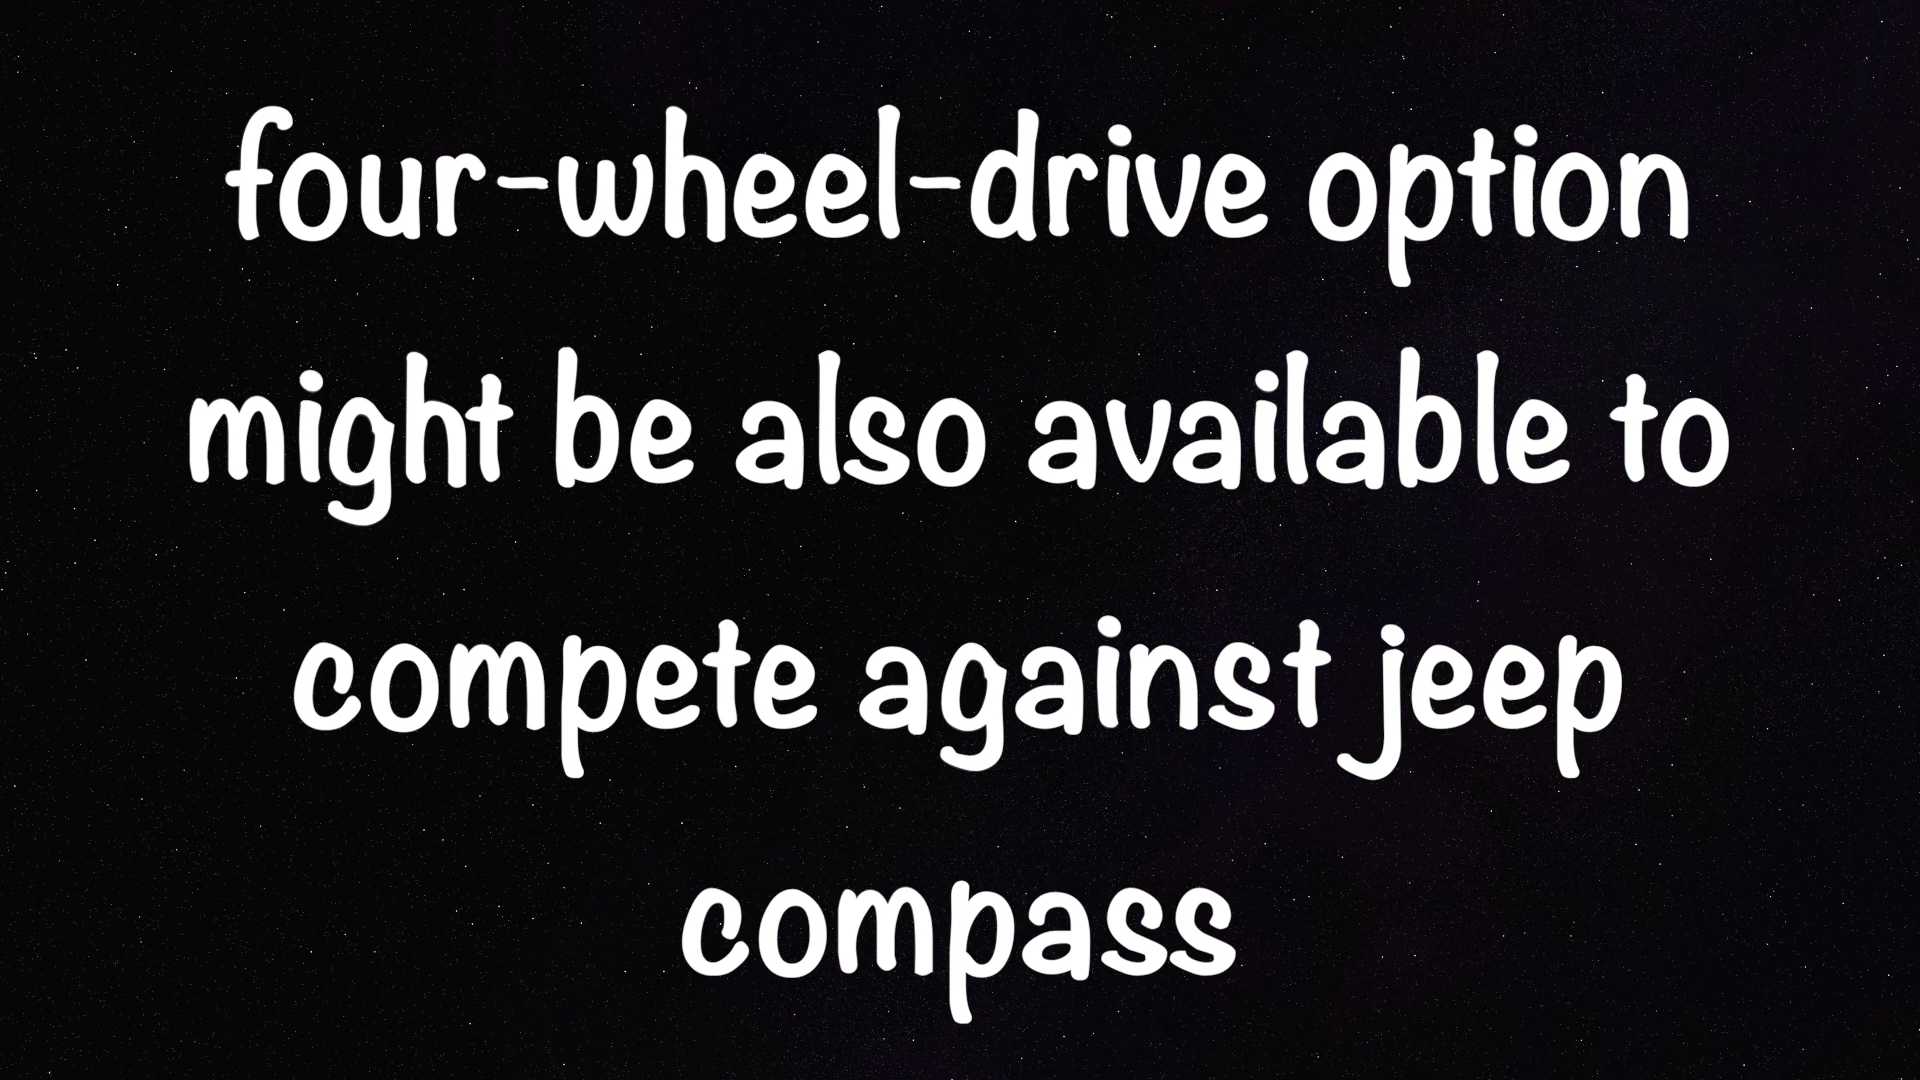 four-wheel-drive option
might be also available to
compete against jeep
compass